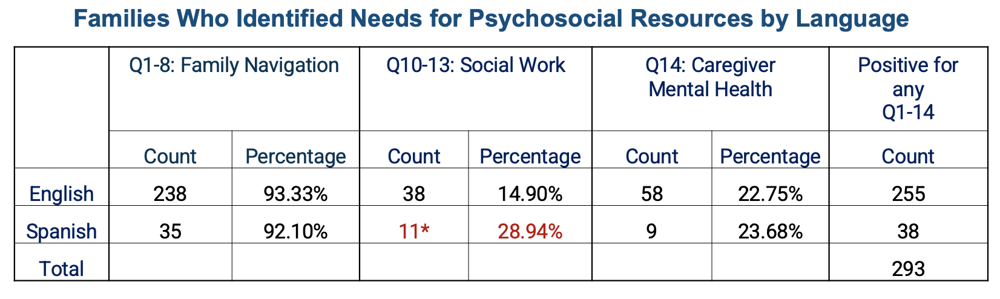 Families Who Identified Needs for Psychosocial Resources by Language
Q1-8: Family Navigation Q10-13: Social Work Q14: Caregiver Mental Health Positive for any Q1-14
Count Percentage Count Percentage Count Percentage Count
English 238 93.33% 38 14.90% 58 22.75% 255
Spanish 35 92.10% 11* 28.94% 9 23.68% 38
Total 293